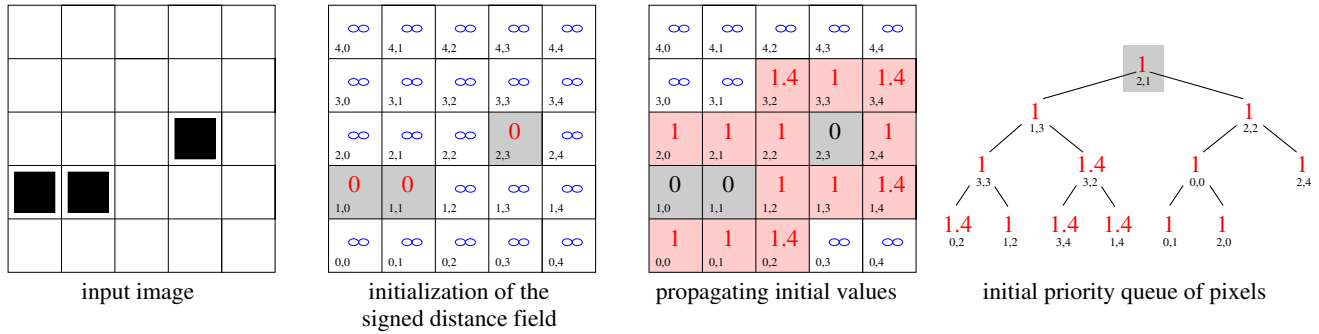 ∞ ∞ ∞ ∞ ∞
4,0 4,1 4,2 4,3 4,4
∞ ∞ ∞ ∞ ∞
3,0 3,1 3,2 3,3 3,4
∞ ∞ ∞ 0 ∞
2,0 2,1 2,2 2,3 2,4
0 0 ∞ ∞ ∞
1,0 1,1 1,2 1,3 1,4
∞ ∞ ∞ ∞ ∞
0,0 0,1 0,2 0,3 0,4
∞ ∞ ∞ ∞ ∞
4,0 4,1 4,2 4,3 4,4
∞ ∞ 1.4 1 1.4
3,0 3,1 3,2 3,3 3,4
1 1 1 0 1
2,0 2,1 2,2 2,3 2,4
0 0 1 1 1.4
1,0 1,1 1,2 1,3 1,4
1 1 1.4 ∞ ∞
0,0 0,1 0,2 0,3 0,4
1
2,1
1 1
1,3 2,2
1 1.4 1 1
3,3 3,2 0,0 2,4
1.4 1 1.4 1.4 1 1
0,2 1,2 3,4 1,4 0,1 2,0
input image
initialization of the
signed distance field
propagating initial values
initial priority queue of pixels